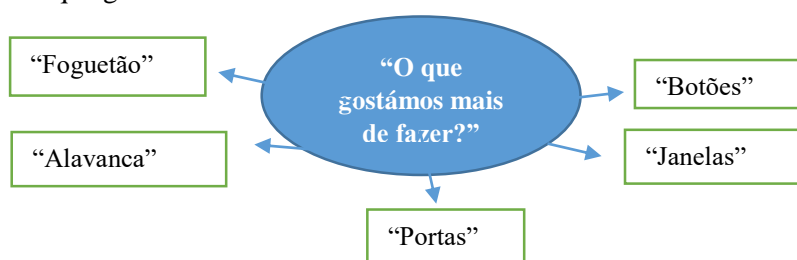 “O que
gostámos mais
de fazer?”
“Foguetão”
“Alavanca”
“Portas”
“Botões”
“Janelas”